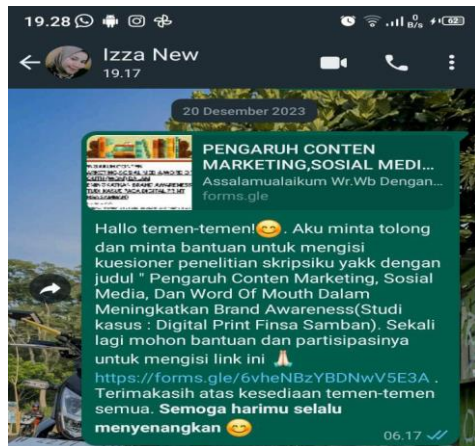 19.28
0
B/s
62
Izza New
19.17
20 Desember 2023
PENGARUH CONTEN
MARKETING,SOSIAL MEDI...
Assalamualaikum Wr.Wb Dengan...
forms.gle
Hallo temen-temen!😊. Aku minta tolong
dan minta bantuan untuk mengisi
kuesioner penelitian skripsiku yakk dengan
judul " Pengaruh Conten Marketing, Sosial
Media, Dan Word Of Mouth Dalam
Meningkatkan Brand Awareness(Studi
kasus : Digital Print Finsa Samban). Sekali
lagi mohon bantuan dan partisipasinya
untuk mengisi link ini 🙏🏻
https://forms.gle/6vheNBzYBDNwV5E3A .
Terimakasih atas kesediaan temen-temen
semua. Semoga harimu selalu
menyenangkan 😊
06.17